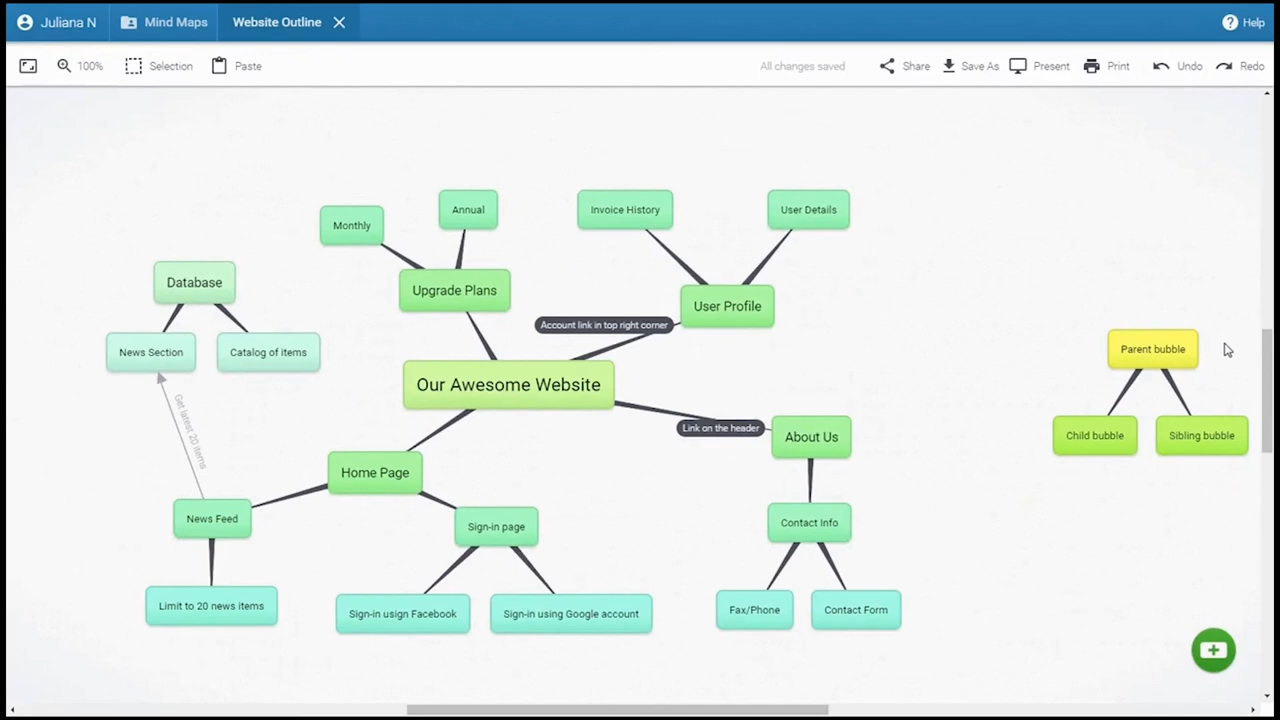 Juliana N
Mind Maps
Website Outline
Help
100%
Selection
Paste
All changes saved
Share
Save As
Present
Print
Undo
Redo
Monthly
Annual
Invoice History
User Details
Database
Upgrade Plans
User Profile
Account link in top right corner
News Section
Catalog of items
Parent bubble
Our Awesome Website
Get latest 20 items
Link on the header
About Us
Child bubble
Sibling bubble
Home Page
News Feed
Sign-in page
Contact Info
Limit to 20 news items
Sign-in usign Facebook
Sign-in using Google account
Fax/Phone
Contact Form